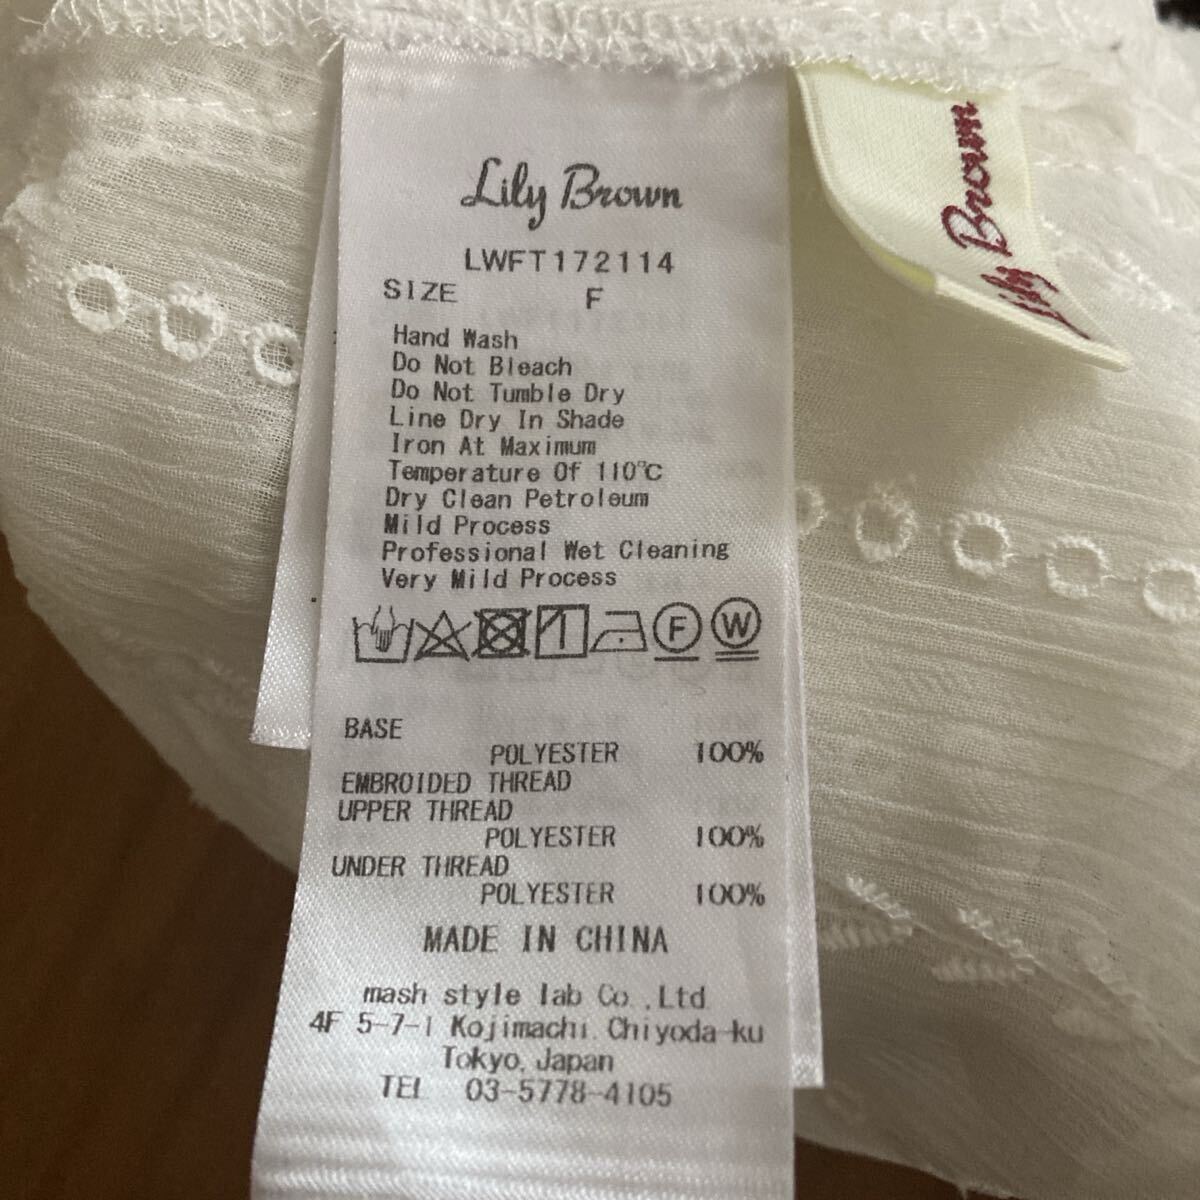 Lily Brown
LWFT172114
SIZE F
Hand Wash
Do Not Bleach
Do Not Tumble Dry
Line Dry In Shade
Iron At Maximum
Temperature Of 110℃
Dry Clean Petroleum
Mild Process
Professional Wet Cleaning
Very Mild Process
F W
BASE
POLYESTER 100%
EMBROIDED THREAD
UPPER THREAD
POLYESTER 100%
UNDER THREAD
POLYESTER 100%
MADE IN CHINA
mash style lab Co.,Ltd
4F 5-7-1 Kojimachi. Chiyoda-ku
Tokyo, Japan
TEL 03-5778-4105
Lily Brown